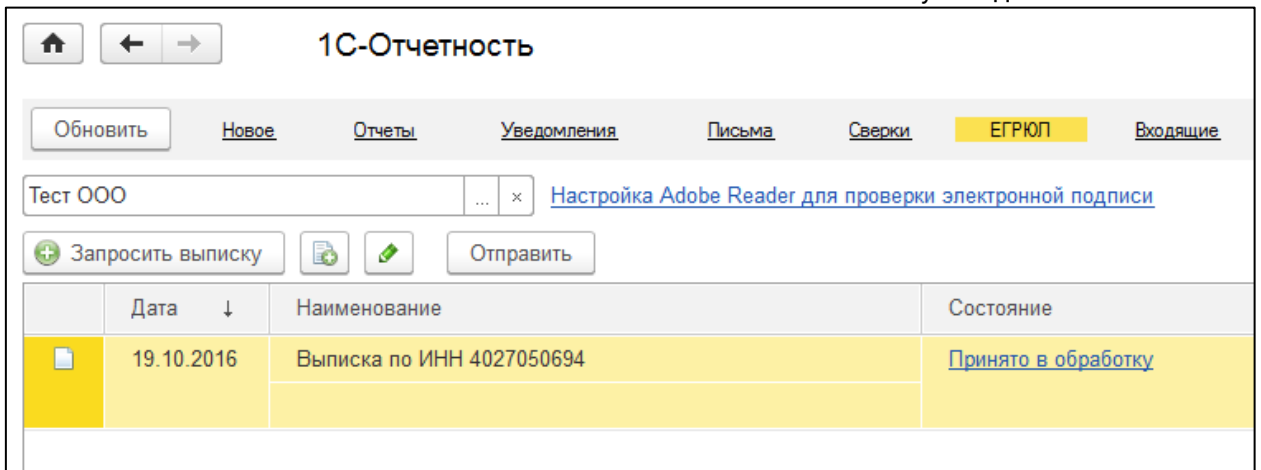 1С-Отчетность
Обновить Новое Отчеты Уведомления Письма Сверки ЕГРЮЛ Входящие
Тест ООО ... × Настройка Adobe Reader для проверки электронной подписи
Запросить выписку Отправить
Дата ↓ Наименование Состояние
19.10.2016 Выписка по ИНН 4027050694 Принято в обработку